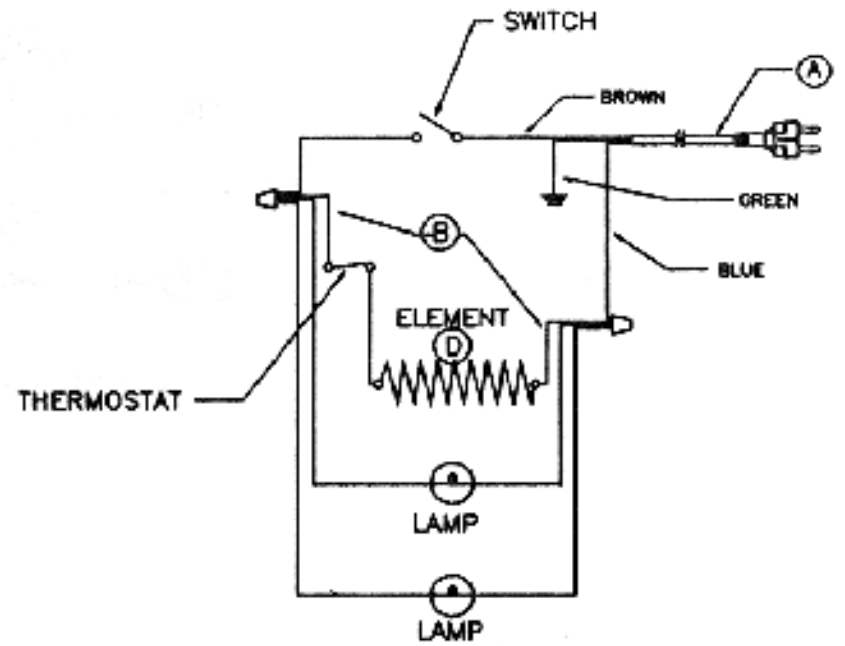 SWITCH
A
BROWN
GREEN
B
BLUE
ELEMENT
D
THERMOSTAT
LAMP
LAMP